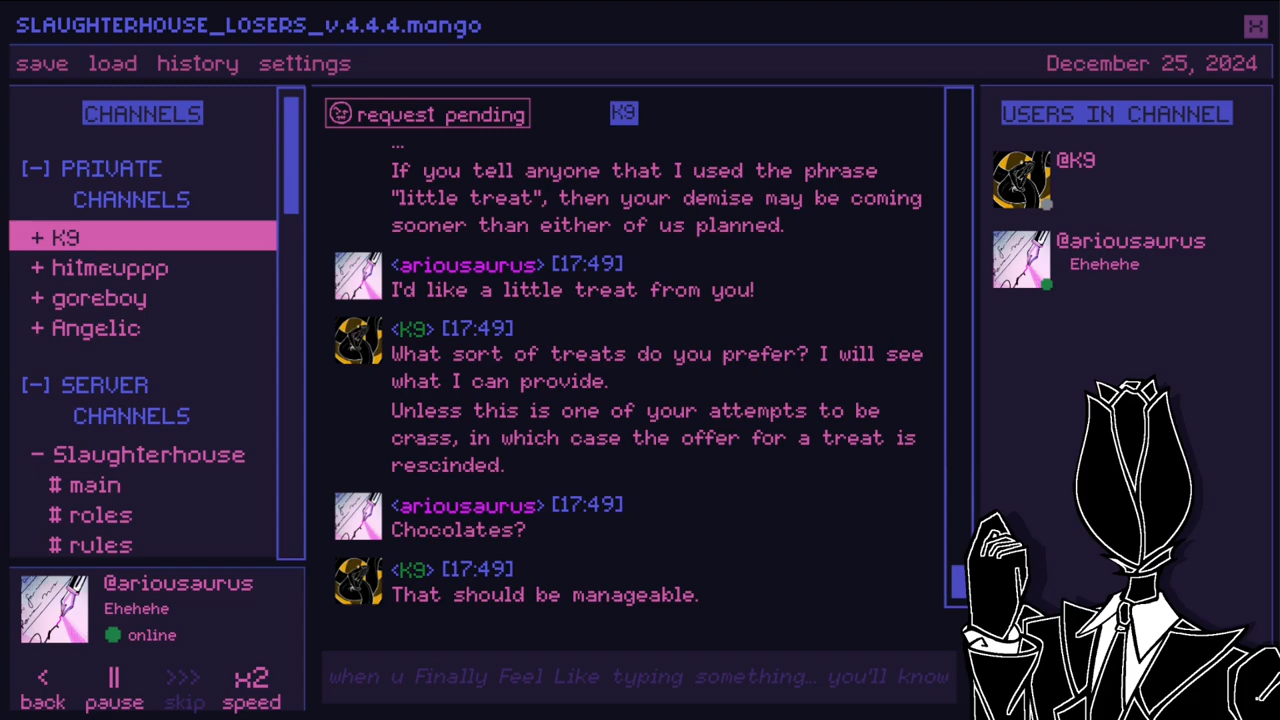 SLAUGHTERHOUSE_LOSERS_v.4.4.4.mango
x
save load history settings
December 25, 2024
CHANNELS
[-] PRIVATE
CHANNELS
+ K9
+ hitmeuppp
+ goreboy
+ Angelic
[-] SERVER
CHANNELS
- Slaughterhouse
# main
# roles
# rules
@ariousaurus
Ehehehe
online
< || >>> x2
back pause skip speed
request pending
K9
...
If you tell anyone that I used the phrase
"little treat", then your demise may be coming
sooner than either of us planned.
<ariousaurus> [17:49]
I'd like a little treat from you!
<K9> [17:49]
What sort of treats do you prefer? I will see
what I can provide.
Unless this is one of your attempts to be
crass, in which case the offer for a treat is
rescinded.
<ariousaurus> [17:49]
Chocolates?
<K9> [17:49]
That should be manageable.
when u Finally Feel Like typing something... you'll know
USERS IN CHANNEL
@K9
@ariousaurus
Ehehehe